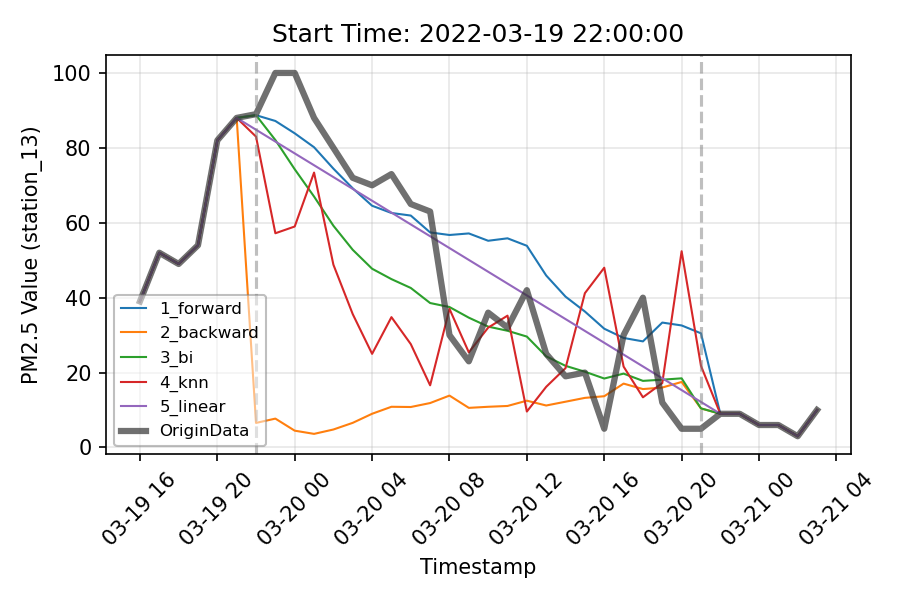 Start Time: 2022-03-19 22:00:00
PM2.5 Value (station_13)
100
80
60
40
20
0
1_forward
2_backward
3_bi
4_knn
5_linear
OriginData
03-19 16
03-19 20
03-20 00
03-20 04
03-20 08
03-20 12
03-20 16
03-20 20
03-21 00
03-21 04
Timestamp